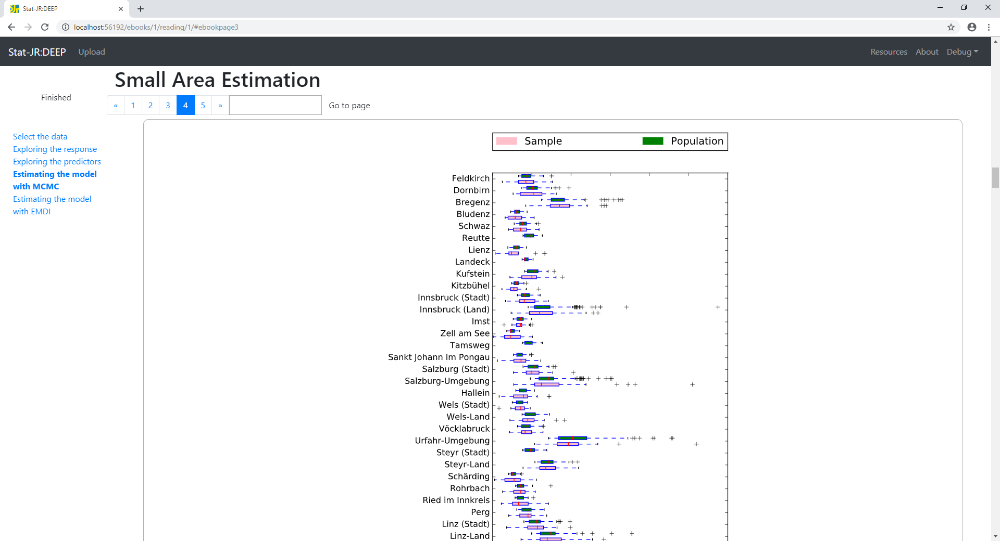 Stat-JR:DEEP
localhost:56192/ebooks/1/reading/1/#ebookpage3
Stat-JR:DEEP Upload Resources About Debug
Small Area Estimation
Finished
« 1 2 3 4 5 » Go to page
Select the data
Exploring the response
Exploring the predictors
Estimating the model
with MCMC
Estimating the model
with EMDI
Sample Population
Feldkirch
Dornbirn
Bregenz
Bludenz
Schwaz
Reutte
Lienz
Landeck
Kufstein
Kitzbühel
Innsbruck (Stadt)
Innsbruck (Land)
Imst
Zell am See
Tamsweg
Sankt Johann im Pongau
Salzburg (Stadt)
Salzburg-Umgebung
Hallein
Wels (Stadt)
Wels-Land
Vöcklabruck
Urfahr-Umgebung
Steyr (Stadt)
Steyr-Land
Schärding
Rohrbach
Ried im Innkreis
Perg
Linz (Stadt)
Linz-Land